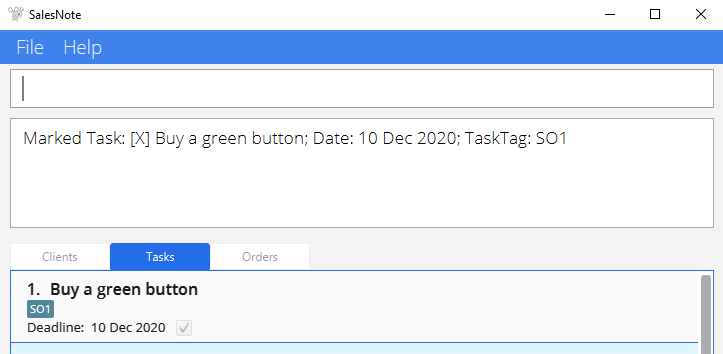 SalesNote
File Help
Marked Task: [X] Buy a green button; Date: 10 Dec 2020; TaskTag: SO1
Clients Tasks Orders
1. Buy a green button
SO1
Deadline: 10 Dec 2020